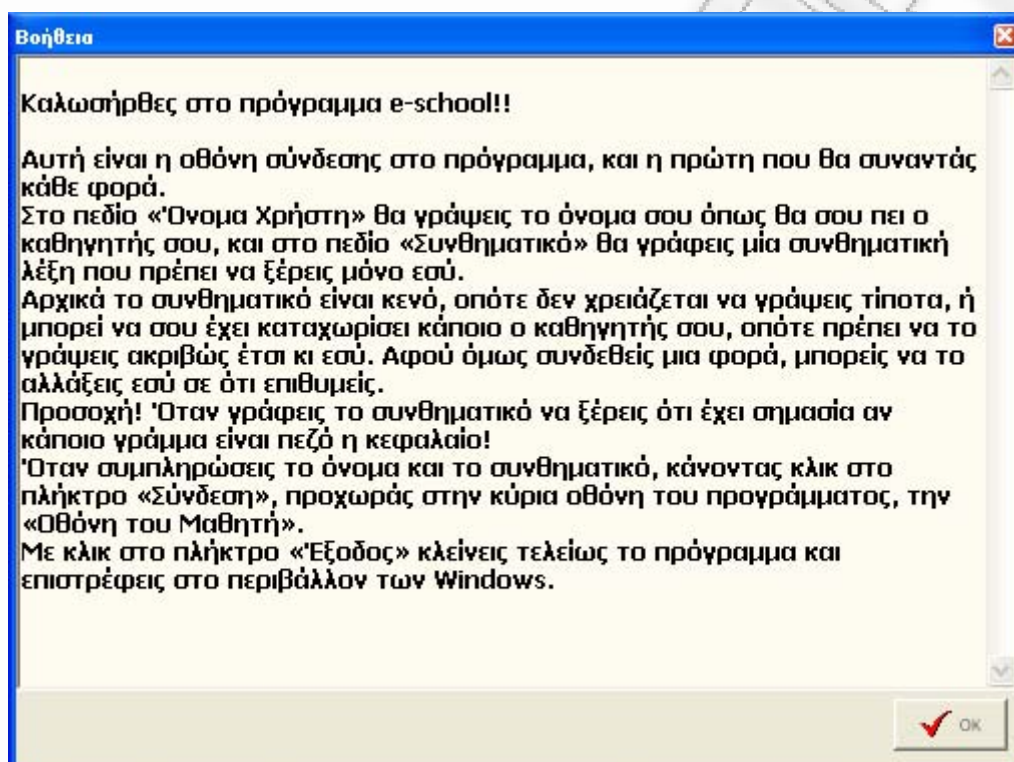 Βοήθεια
Καλωσήρθες στο πρόγραμμα e-school!!
Αυτή είναι η οθόνη σύνδεσης στο πρόγραμμα, και η πρώτη που θα συναντάς
κάθε φορά.
Στο πεδίο «Όνομα Χρήστη» θα γράψεις το όνομα σου όπως θα σου πει ο
καθηγητής σου, και στο πεδίο «Συνθηματικό» θα γράφεις μία συνθηματική
λέξη που πρέπει να ξέρεις μόνο εσύ.
Αρχικά το συνθηματικό είναι κενό, οπότε δεν χρειάζεται να γράψεις τίποτα, ή
μπορεί να σου έχει καταχωρίσει κάποιο ο καθηγητής σου, οπότε πρέπει να το
γράψεις ακριβώς έτσι κι εσύ. Αφού όμως συνδεθείς μια φορά, μπορείς να το
αλλάξεις εσύ σε ότι επιθυμείς.
Προσοχή! Όταν γράφεις το συνθηματικό να ξέρεις ότι έχει σημασία αν
κάποιο γράμμα είναι πεζό η κεφαλαίο!
Όταν συμπληρώσεις το όνομα και το συνθηματικό, κάνοντας κλικ στο
πλήκτρο «Σύνδεση», προχωράς στην κύρια οθόνη του προγράμματος, την
«Οθόνη του Μαθητή».
Με κλικ στο πλήκτρο «Έξοδος» κλείνεις τελείως το πρόγραμμα και
επιστρέφεις στο περιβάλλον των Windows.
OK